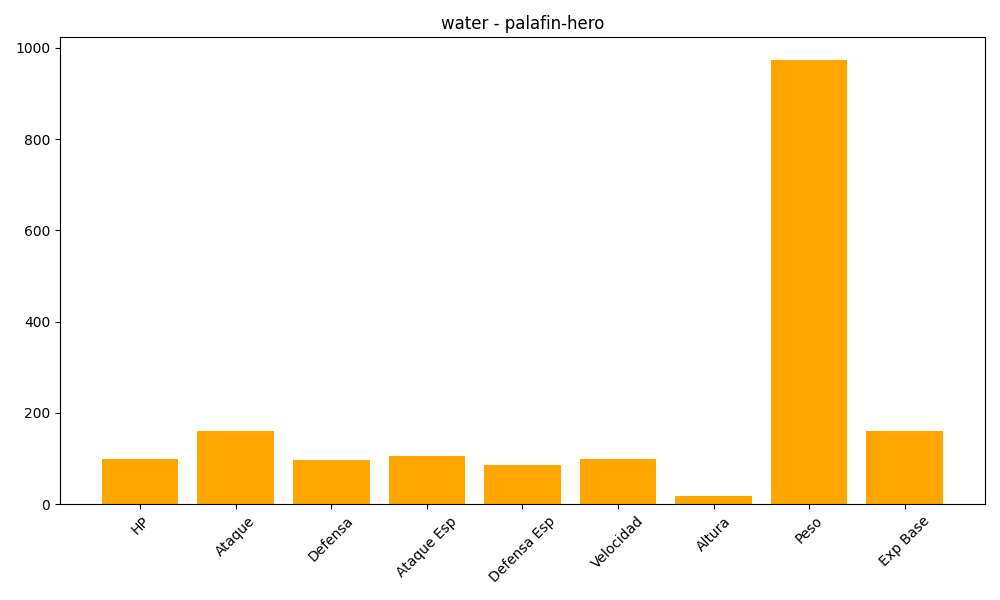 water - palafin-hero
1000
800
600
400
200
0
HP
Ataque
Defensa
Ataque Esp
Defensa Esp
Velocidad
Altura
Peso
Exp Base